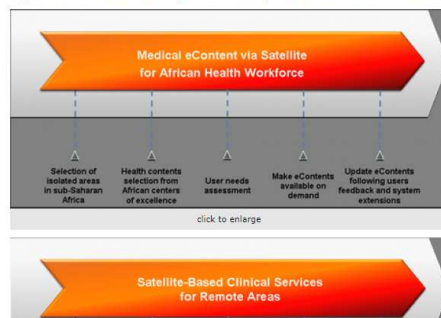 Medical eContent via Satellite
for African Health Workforce
Selection of
isolated areas
in sub-Saharan
Africa
Health contents
selection from
African centers
of excellence
User needs
assessment
Make eContents
available on
demand
Update eContents
following users
feedback and system
extensions
click to enlarge
Satellite-Based Clinical Services
for Remote Areas